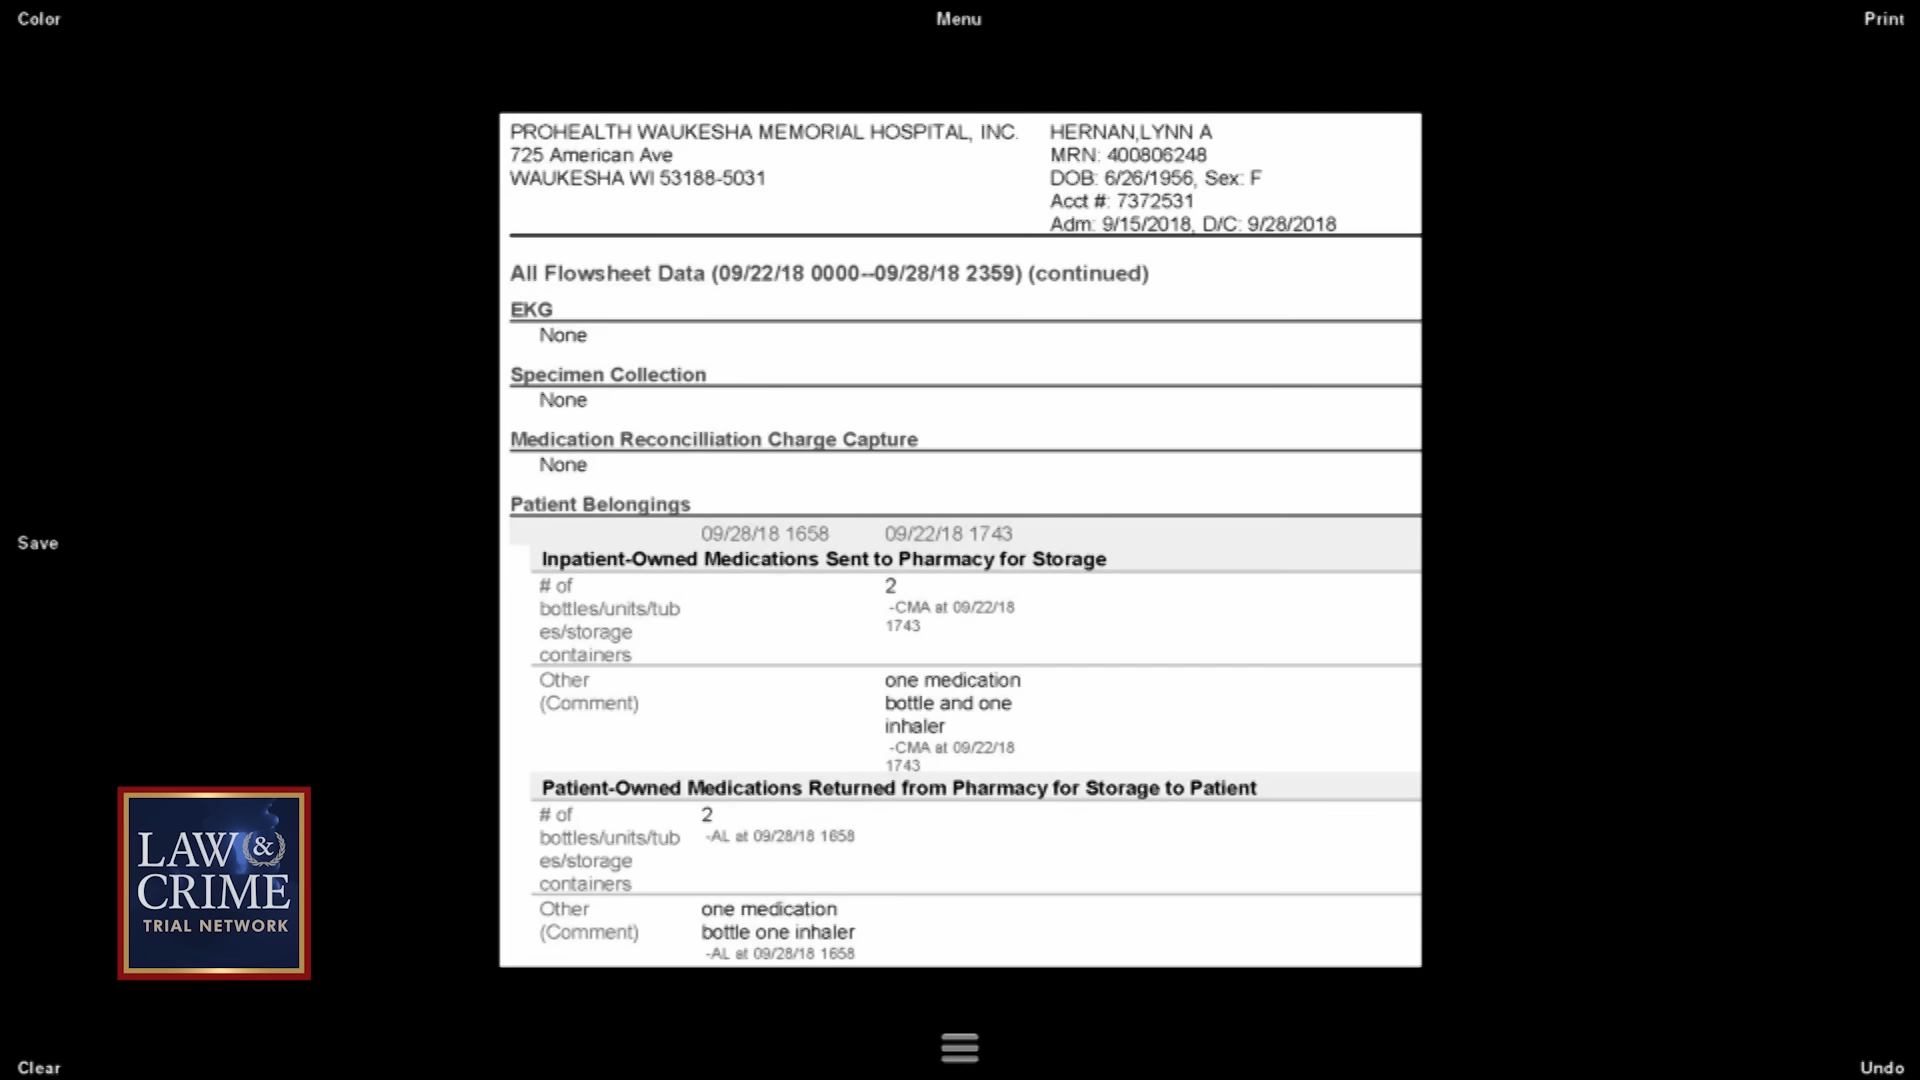 Color
Menu
Print
PROHEALTH WAUKESHA MEMORIAL HOSPITAL, INC.
725 American Ave
WAUKESHA WI 53188-5031
HERNAN,LYNN A
MRN: 400806248
DOB: 6/26/1956, Sex: F
Acct #: 7372531
Adm: 9/15/2018, D/C: 9/28/2018
All Flowsheet Data (09/22/18 0000--09/28/18 2359) (continued)
EKG
None
Specimen Collection
None
Medication Reconcilliation Charge Capture
None
Patient Belongings
09/28/18 1658 09/22/18 1743
Inpatient-Owned Medications Sent to Pharmacy for Storage
# of
bottles/units/tub
es/storage
containers
2
-CMA at 09/22/18
1743
Other
(Comment)
one medication
bottle and one
inhaler
-CMA at 09/22/18
1743
Patient-Owned Medications Returned from Pharmacy for Storage to Patient
# of
bottles/units/tub
es/storage
containers
2
-AL at 09/28/18 1658
Other
(Comment)
one medication
bottle one inhaler
-AL at 09/28/18 1658
Save
LAW &
CRIME
TRIAL NETWORK
Clear
Undo